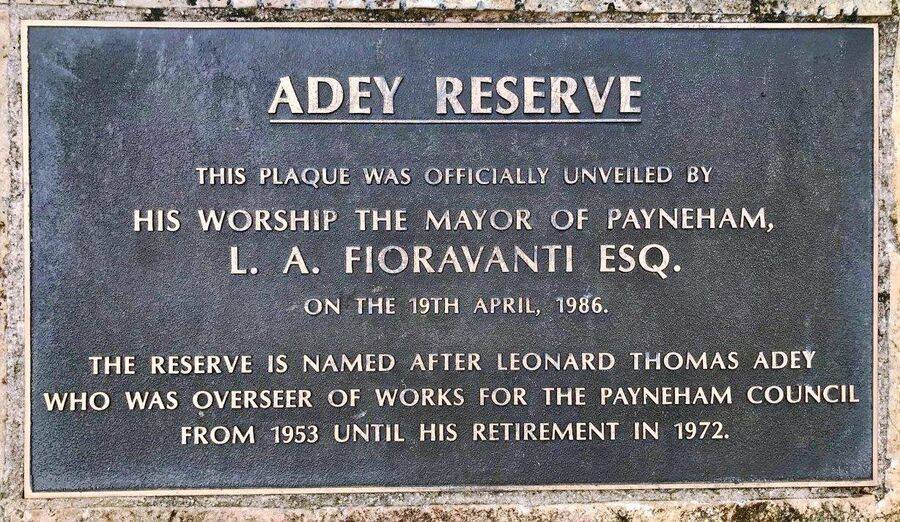 ADEY RESERVE
THIS PLAQUE WAS OFFICIALLY UNVEILED BY
HIS WORSHIP THE MAYOR OF PAYNEHAM,
L. A. FIORAVANTI ESQ.
ON THE 19TH APRIL, 1986.
THE RESERVE IS NAMED AFTER LEONARD THOMAS ADEY
WHO WAS OVERSEER OF WORKS FOR THE PAYNEHAM COUNCIL
FROM 1953 UNTIL HIS RETIREMENT IN 1972.